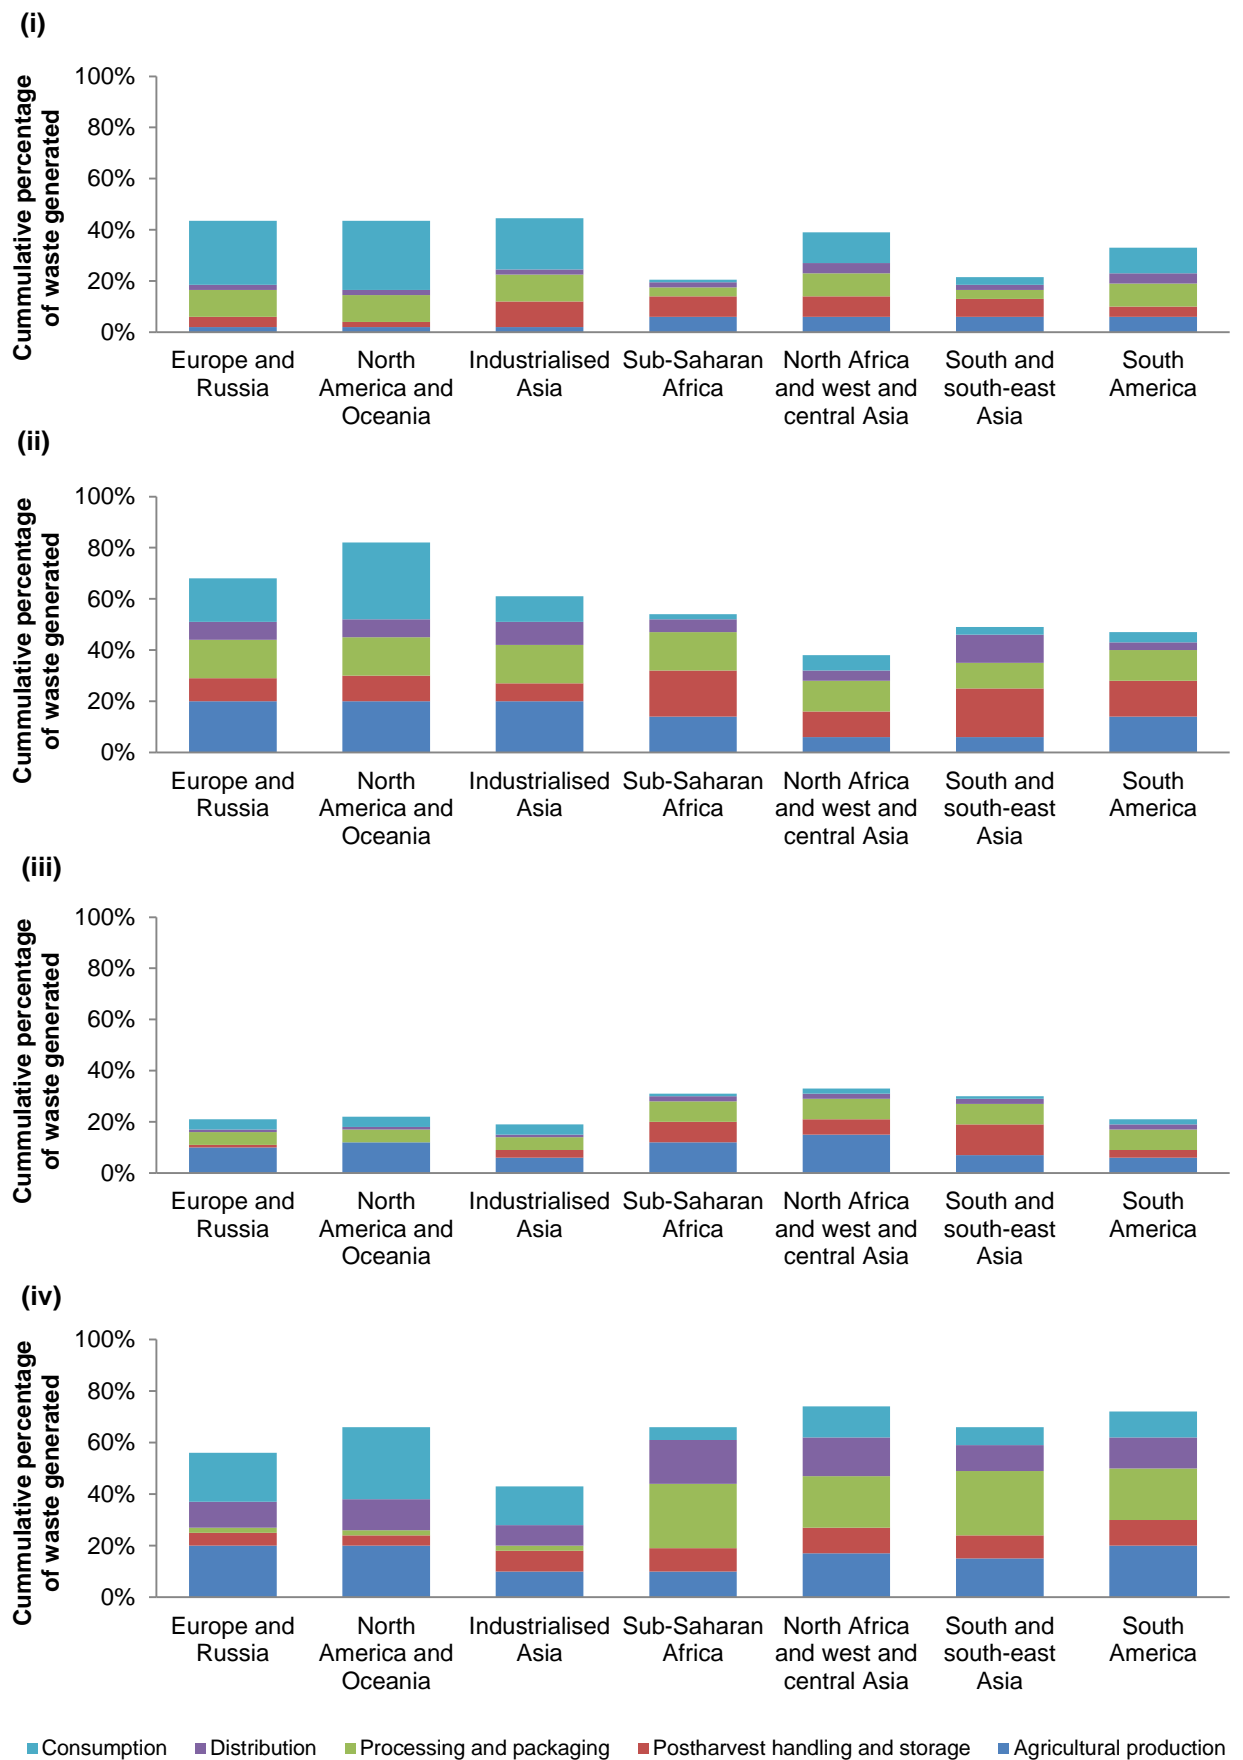 (i)
Cummulative percentage
of waste generated
100%
80%
60%
40%
20%
0%
Europe and
Russia
North
America and
Oceania
Industrialised
Asia
Sub-Saharan
Africa
North Africa
and west and
central Asia
South and
south-east
Asia
South
America
(ii)
Cummulative percentage
of waste generated
100%
80%
60%
40%
20%
0%
Europe and
Russia
North
America and
Oceania
Industrialised
Asia
Sub-Saharan
Africa
North Africa
and west and
central Asia
South and
south-east
Asia
South
America
(iii)
Cummulative percentage
of waste generated
100%
80%
60%
40%
20%
0%
Europe and
Russia
North
America and
Oceania
Industrialised
Asia
Sub-Saharan
Africa
North Africa
and west and
central Asia
South and
south-east
Asia
South
America
(iv)
Cummulative percentage
of waste generated
100%
80%
60%
40%
20%
0%
Europe and
Russia
North
America and
Oceania
Industrialised
Asia
Sub-Saharan
Africa
North Africa
and west and
central Asia
South and
south-east
Asia
South
America
Consumption
Distribution
Processing and packaging
Postharvest handling and storage
Agricultural production